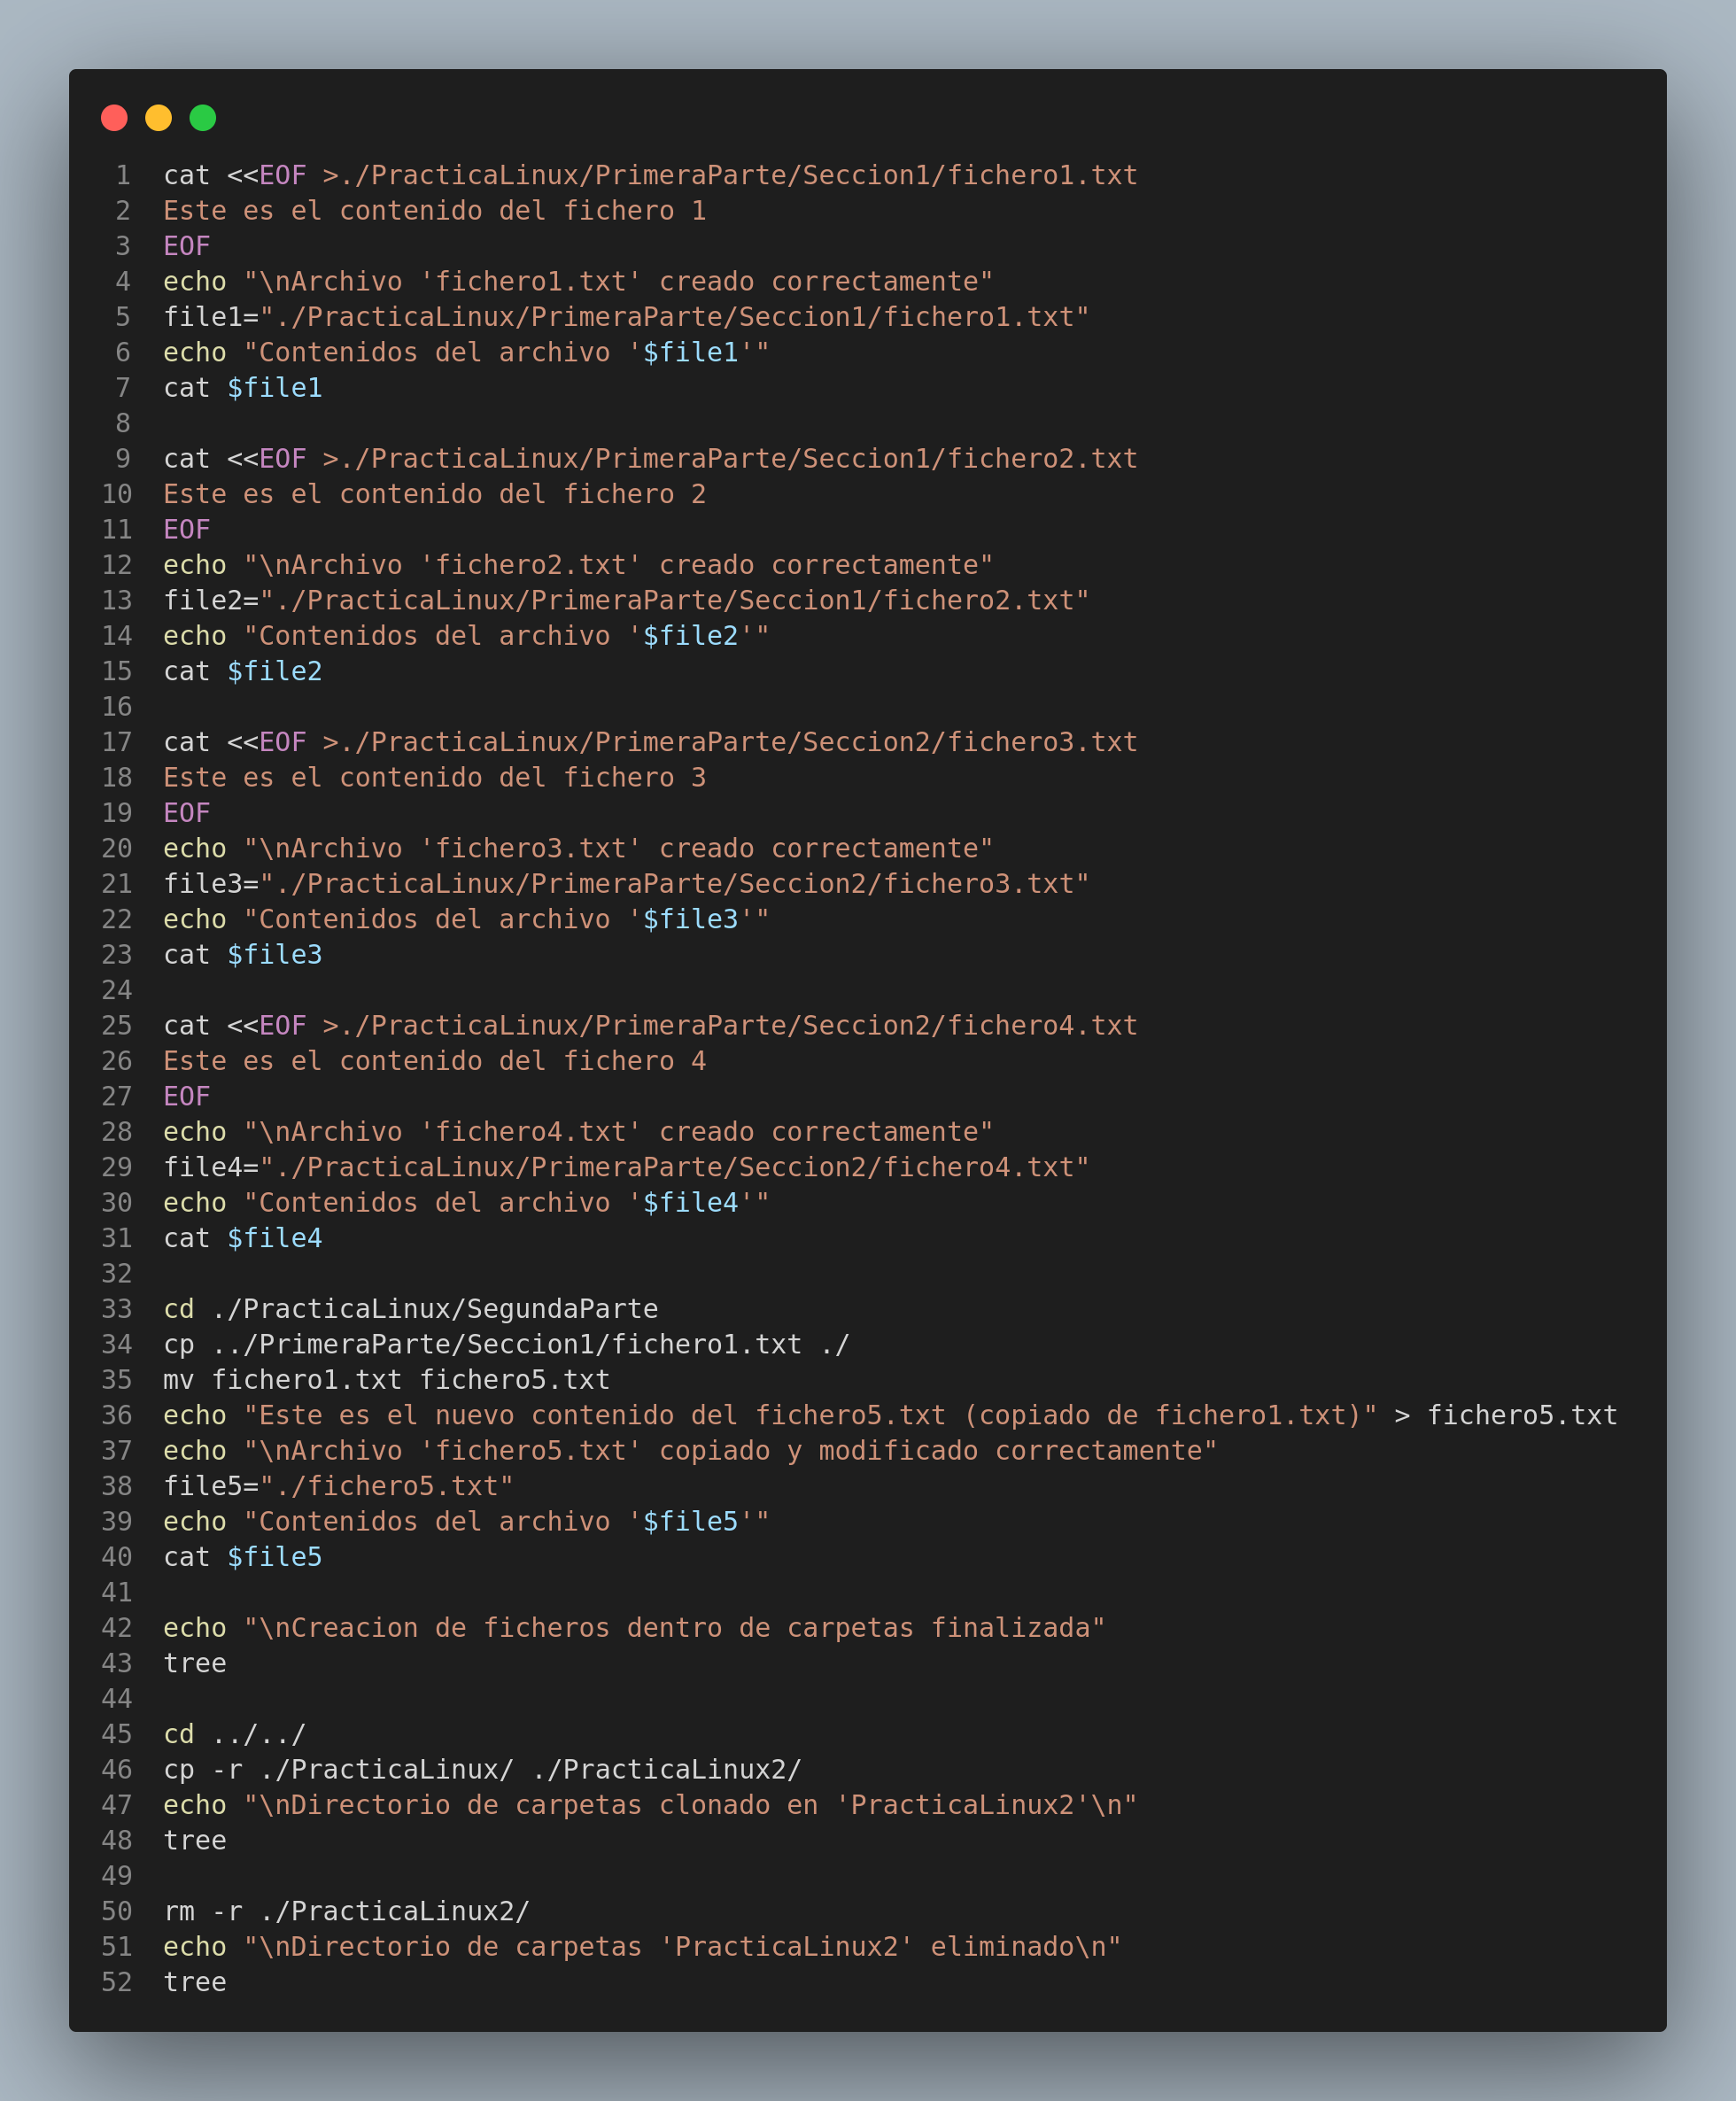 1 cat <<EOF >./PracticaLinux/PrimeraParte/Seccion1/fichero1.txt
2 Este es el contenido del fichero 1
3 EOF
4 echo "\nArchivo 'fichero1.txt' creado correctamente"
5 file1="./PracticaLinux/PrimeraParte/Seccion1/fichero1.txt"
6 echo "Contenidos del archivo '$file1'"
7 cat $file1
8
9 cat <<EOF >./PracticaLinux/PrimeraParte/Seccion1/fichero2.txt
10 Este es el contenido del fichero 2
11 EOF
12 echo "\nArchivo 'fichero2.txt' creado correctamente"
13 file2="./PracticaLinux/PrimeraParte/Seccion1/fichero2.txt"
14 echo "Contenidos del archivo '$file2'"
15 cat $file2
16
17 cat <<EOF >./PracticaLinux/PrimeraParte/Seccion2/fichero3.txt
18 Este es el contenido del fichero 3
19 EOF
20 echo "\nArchivo 'fichero3.txt' creado correctamente"
21 file3="./PracticaLinux/PrimeraParte/Seccion2/fichero3.txt"
22 echo "Contenidos del archivo '$file3'"
23 cat $file3
24
25 cat <<EOF >./PracticaLinux/PrimeraParte/Seccion2/fichero4.txt
26 Este es el contenido del fichero 4
27 EOF
28 echo "\nArchivo 'fichero4.txt' creado correctamente"
29 file4="./PracticaLinux/PrimeraParte/Seccion2/fichero4.txt"
30 echo "Contenidos del archivo '$file4'"
31 cat $file4
32
33 cd ./PracticaLinux/SegundaParte
34 cp ../PrimeraParte/Seccion1/fichero1.txt ./
35 mv fichero1.txt fichero5.txt
36 echo "Este es el nuevo contenido del fichero5.txt (copiado de fichero1.txt)" > fichero5.txt
37 echo "\nArchivo 'fichero5.txt' copiado y modificado correctamente"
38 file5="./fichero5.txt"
39 echo "Contenidos del archivo '$file5'"
40 cat $file5
41
42 echo "\nCreacion de ficheros dentro de carpetas finalizada"
43 tree
44
45 cd ../../
46 cp -r ./PracticaLinux/ ./PracticaLinux2/
47 echo "\nDirectorio de carpetas clonado en 'PracticaLinux2'\n"
48 tree
49
50 rm -r ./PracticaLinux2/
51 echo "\nDirectorio de carpetas 'PracticaLinux2' eliminado\n"
52 tree